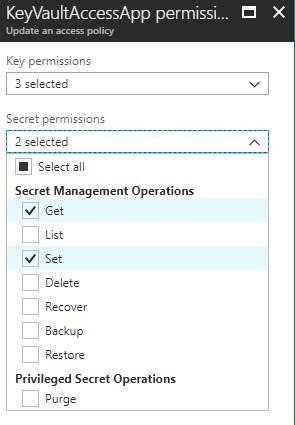 KeyVaultAccessApp permissi...
Update an access policy
Key permissions
3 selected
Secret permissions
2 selected
Select all
Secret Management Operations
Get
List
Set
Delete
Recover
Backup
Restore
Privileged Secret Operations
Purge